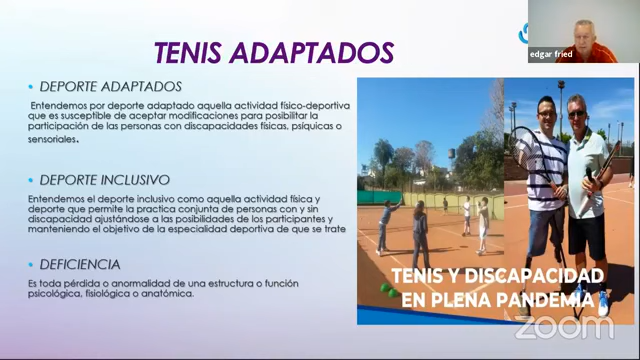 edgar fried
TENIS ADAPTADOS
• DEPORTE ADAPTADOS
Entendemos por deporte adaptado aquella actividad físico-deportiva
que es susceptible de aceptar modificaciones para posibilitar la
participación de las personas con discapacidades físicas, psíquicas o
sensoriales.
• DEPORTE INCLUSIVO
Entendemos el deporte inclusivo como aquella actividad física y
deporte que permite la practica conjunta de personas con y sin
discapacidad ajustándose a las posibilidades de los participantes y
manteniendo el objetivo de la especialidad deportiva de que se trate
• DEFICIENCIA
Es toda pérdida o anormalidad de una estructura o función
psicológica, fisiológica o anatómica.
TENIS Y DISCAPACIDAD
EN PLENA PANDEMIA
zoom